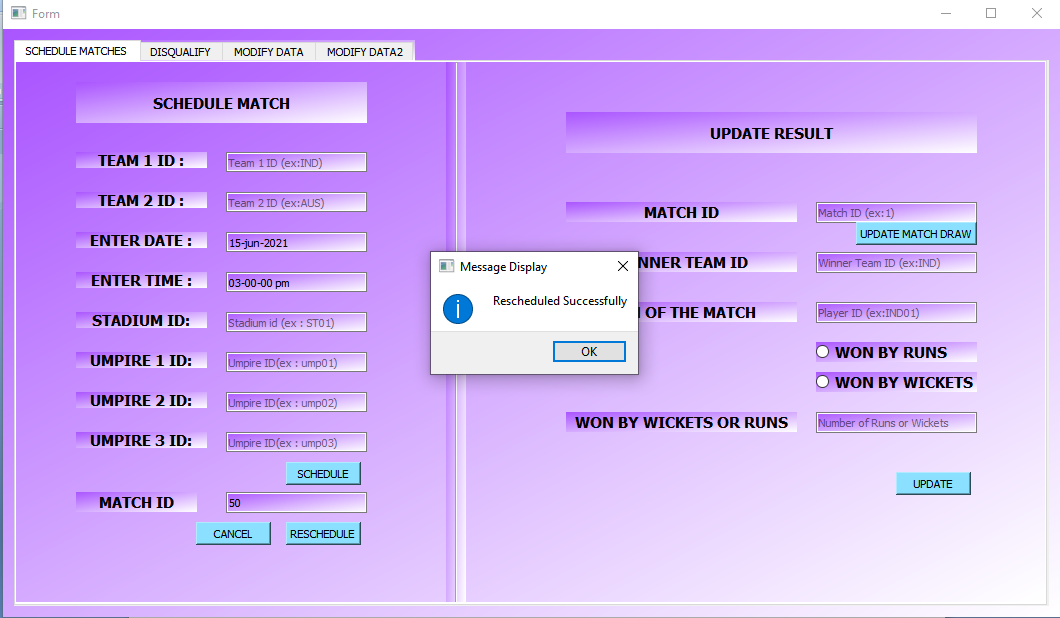 Form
SCHEDULE MATCHES DISQUALIFY MODIFY DATA MODIFY DATA2
SCHEDULE MATCH
TEAM 1 ID : Team 1 ID (ex:IND)
TEAM 2 ID : Team 2 ID (ex:AUS)
ENTER DATE : 15-jun-2021
ENTER TIME : 03-00-00 pm
STADIUM ID: Stadium id (ex : ST01)
UMPIRE 1 ID: Umpire ID(ex : ump01)
UMPIRE 2 ID: Umpire ID(ex : ump02)
UMPIRE 3 ID: Umpire ID(ex : ump03)
SCHEDULE
MATCH ID 50
CANCEL RESCHEDULE
Message Display
Rescheduled Successfully
OK
UPDATE RESULT
MATCH ID Match ID (ex:1)
UPDATE MATCH DRAW
TEAM ID Winner Team ID (ex:IND)
OF THE MATCH Player ID (ex:IND01)
WON BY RUNS
WON BY WICKETS
WON BY WICKETS OR RUNS Number of Runs or Wickets
UPDATE